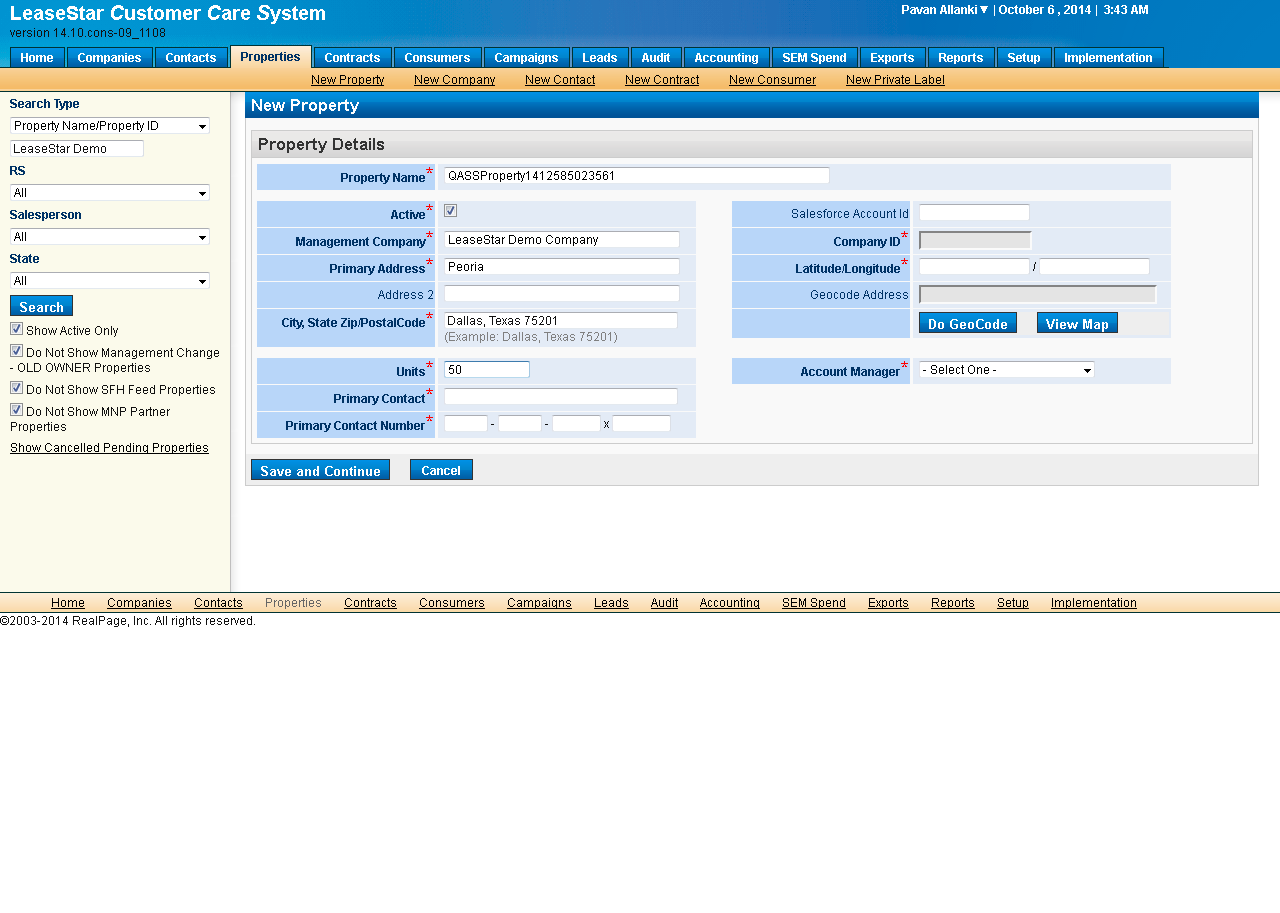 LeaseStar Customer Care System
version 14.10.cons-09_1108
Pavan Allanki ▼ | October 6 , 2014 | 3:43 AM
Home Companies Contacts Properties Contracts Consumers Campaigns Leads Audit Accounting SEM Spend Exports Reports Setup Implementation
New Property New Company New Contact New Contract New Consumer New Private Label
Search Type
Property Name/Property ID
LeaseStar Demo
RS
All
Salesperson
All
State
All
Search
Show Active Only
Do Not Show Management Change
- OLD OWNER Properties
Do Not Show SFH Feed Properties
Do Not Show MNP Partner
Properties
Show Cancelled Pending Properties
New Property
Property Details
Property Name* QASSProperty1412585023561
Active*
Management Company* LeaseStar Demo Company
Primary Address* Peoria
Address 2
City, State Zip/PostalCode* Dallas, Texas 75201
(Example: Dallas, Texas 75201)
Salesforce Account Id
Company ID*
Latitude/Longitude* /
Geocode Address
Do GeoCode View Map
Units* 50
Primary Contact*
Primary Contact Number* - - x
Account Manager* - Select One -
Save and Continue Cancel
Home Companies Contacts Properties Contracts Consumers Campaigns Leads Audit Accounting SEM Spend Exports Reports Setup Implementation
©2003-2014 RealPage, Inc. All rights reserved.